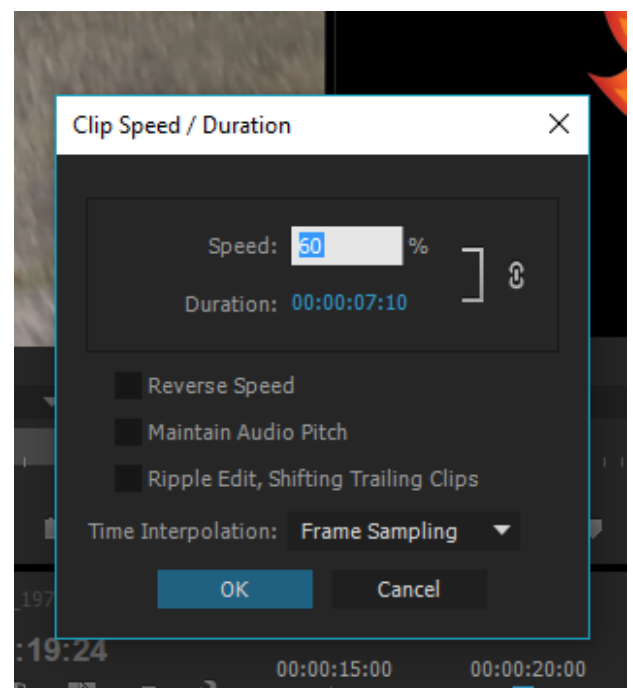 Clip Speed / Duration
Speed: 60 %
Duration: 00:00:07:10
Reverse Speed
Maintain Audio Pitch
Ripple Edit, Shifting Trailing Clips
Time Interpolation: Frame Sampling
OK Cancel
_197
:19:24
00:00:15:00 00:00:20:00